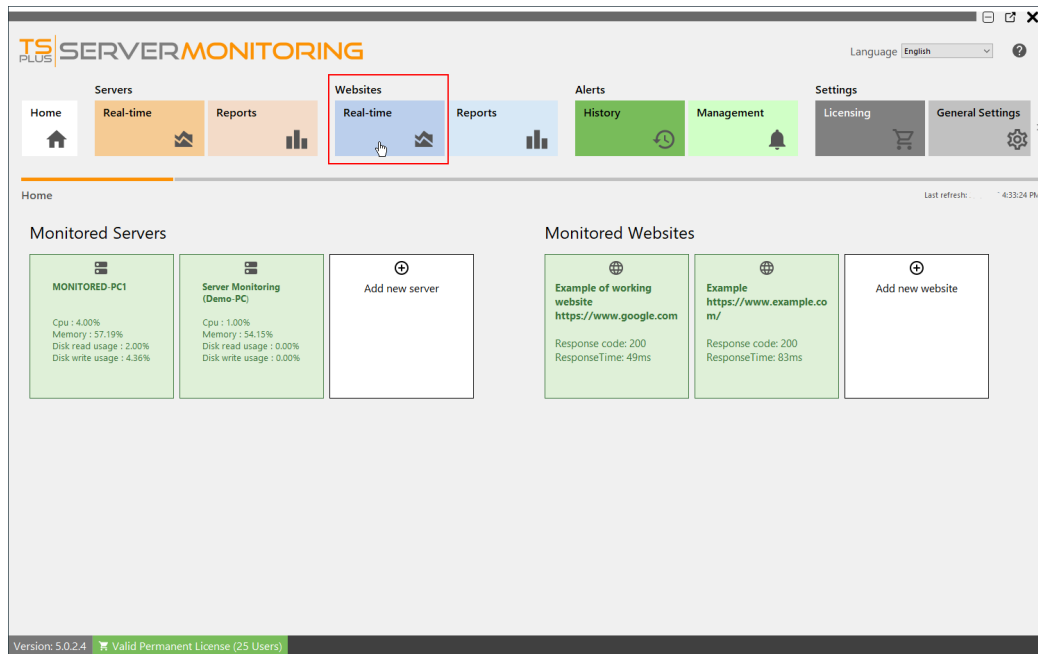 TS PLUS SERVERMONITORING
Language English
Servers
Websites
Alerts
Settings
Home
Real-time
Reports
Real-time
Reports
History
Management
Licensing
General Settings
Home
Last refresh: 4:33:24 PM
Monitored Servers
Monitored Websites
MONITORED-PC1
Cpu : 4.00%
Memory : 57.19%
Disk read usage : 2.00%
Disk write usage : 4.36%
Server Monitoring
(Demo-PC)
Cpu : 1.00%
Memory : 54.15%
Disk read usage : 0.00%
Disk write usage : 0.00%
Add new server
Example of working
website
https://www.google.com
Response code: 200
ResponseTime: 49ms
Example
https://www.example.co
m/
Response code: 200
ResponseTime: 83ms
Add new website
Version: 5.0.2.4
Valid Permanent License (25 Users)